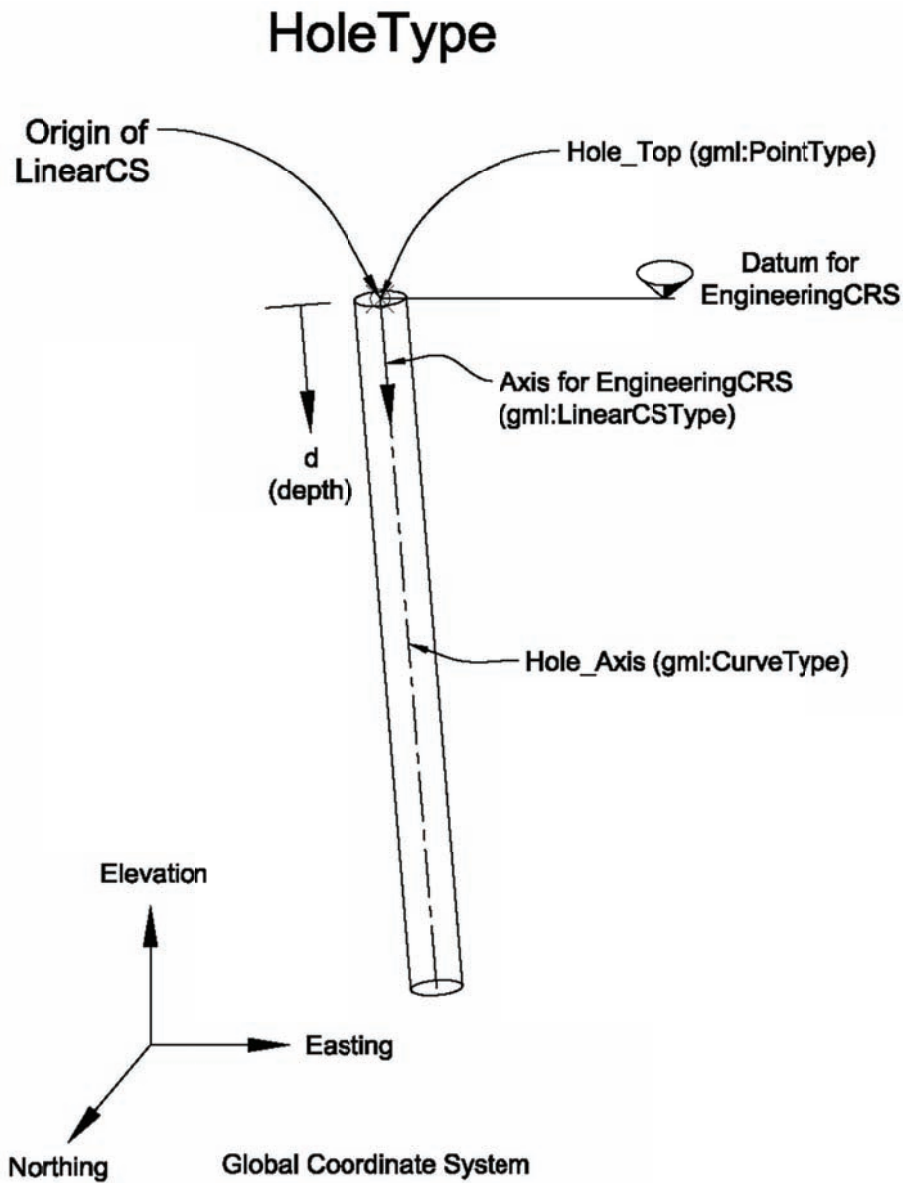 HoleType
Origin of
LinearCS
Hole_Top (gml:PointType)
Datum for
EngineeringCRS
Axis for EngineeringCRS
(gml:LinearCSType)
d
(depth)
Hole_Axis (gml:CurveType)
Elevation
Easting
Northing
Global Coordinate System